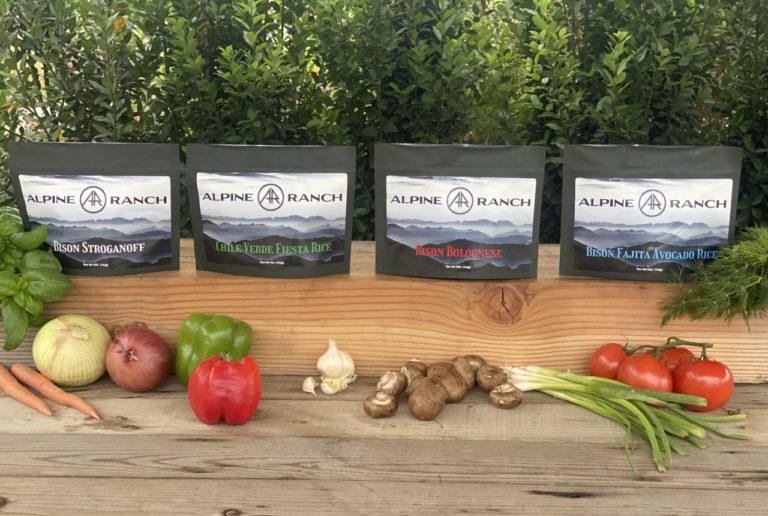 ALPINE RANCH
BISON STROGANOFF
ALPINE RANCH
CHILE VERDE FIESTA RICE
ALPINE RANCH
BISON BOLOGNESE
ALPINE RANCH
BISON FAJITA AVOCADO RICE